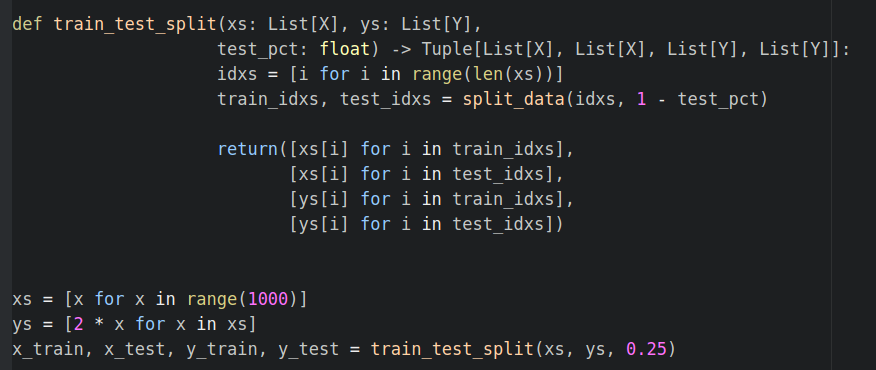 def train_test_split(xs: List[X], ys: List[Y],
                    test_pct: float) -> Tuple[List[X], List[X], List[Y], List[Y]]:
                    idxs = [i for i in range(len(xs))]
                    train_idxs, test_idxs = split_data(idxs, 1 - test_pct)

                    return([xs[i] for i in train_idxs],
                           [xs[i] for i in test_idxs],
                           [ys[i] for i in train_idxs],
                           [ys[i] for i in test_idxs])


xs = [x for x in range(1000)]
ys = [2 * x for x in xs]
x_train, x_test, y_train, y_test = train_test_split(xs, ys, 0.25)